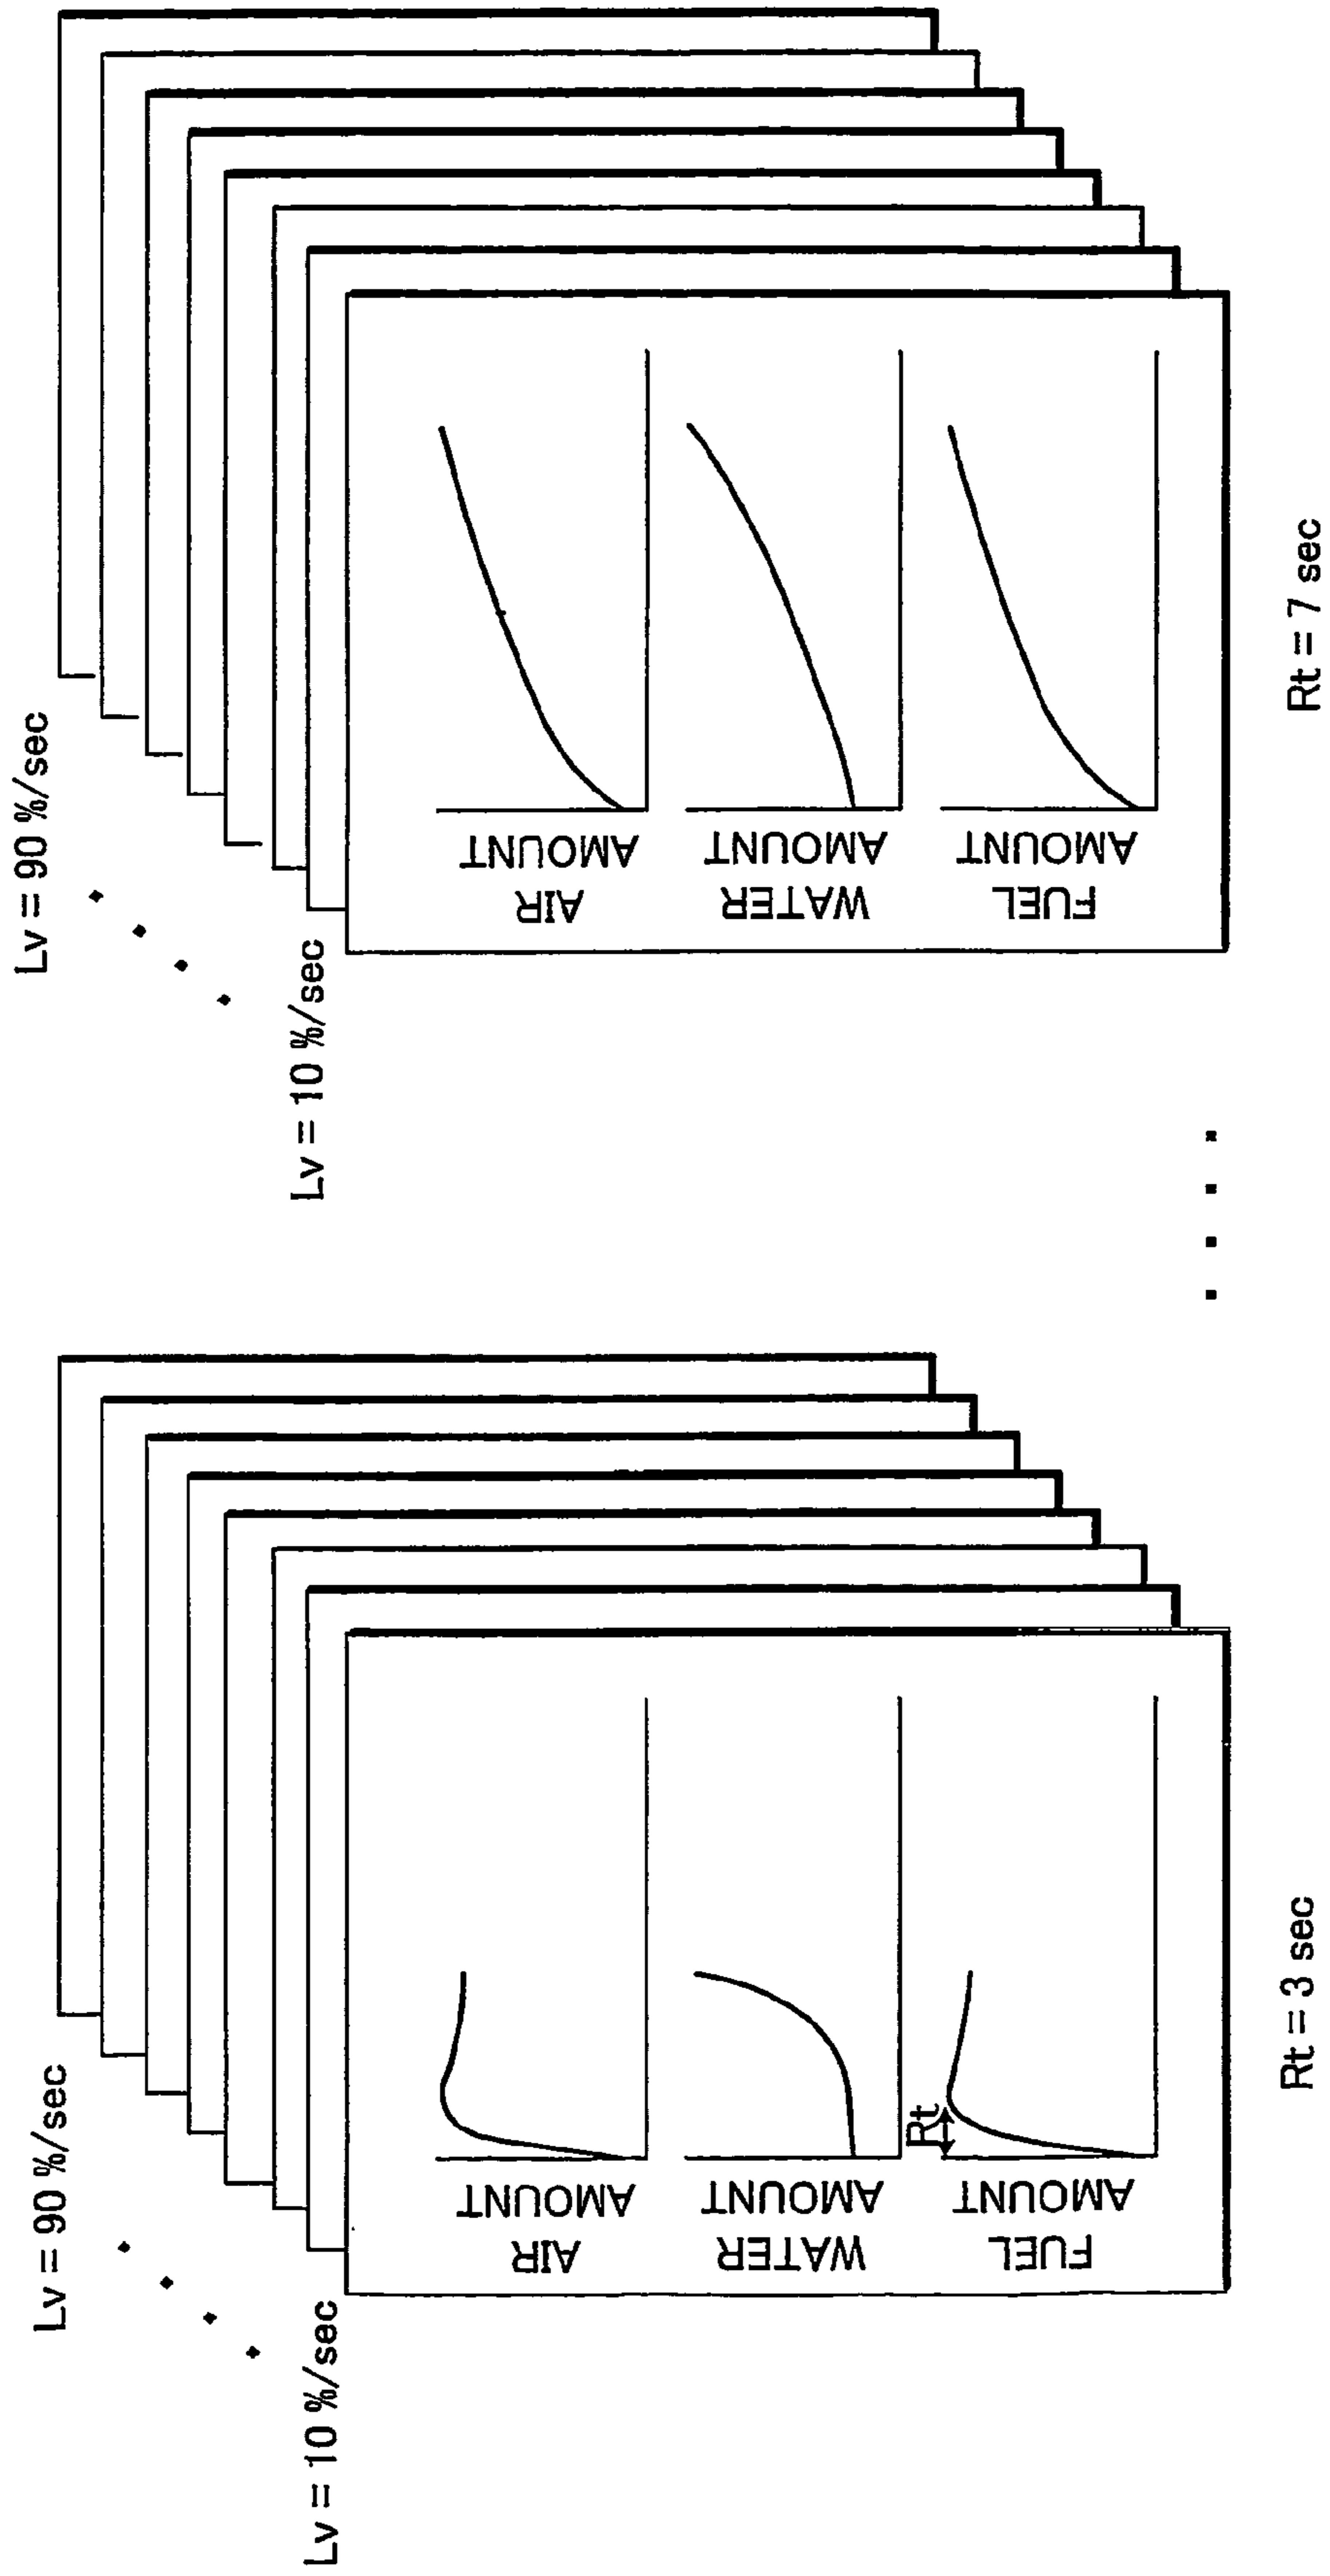 Lv = 90 %/sec
Lv = 10 %/sec
AIR
AMOUNT
WATER
AMOUNT
Rt
FUEL
AMOUNT
Rt = 3 sec
Lv = 90 %/sec
Lv = 10 %/sec
AIR
AMOUNT
WATER
AMOUNT
FUEL
AMOUNT
Rt = 7 sec